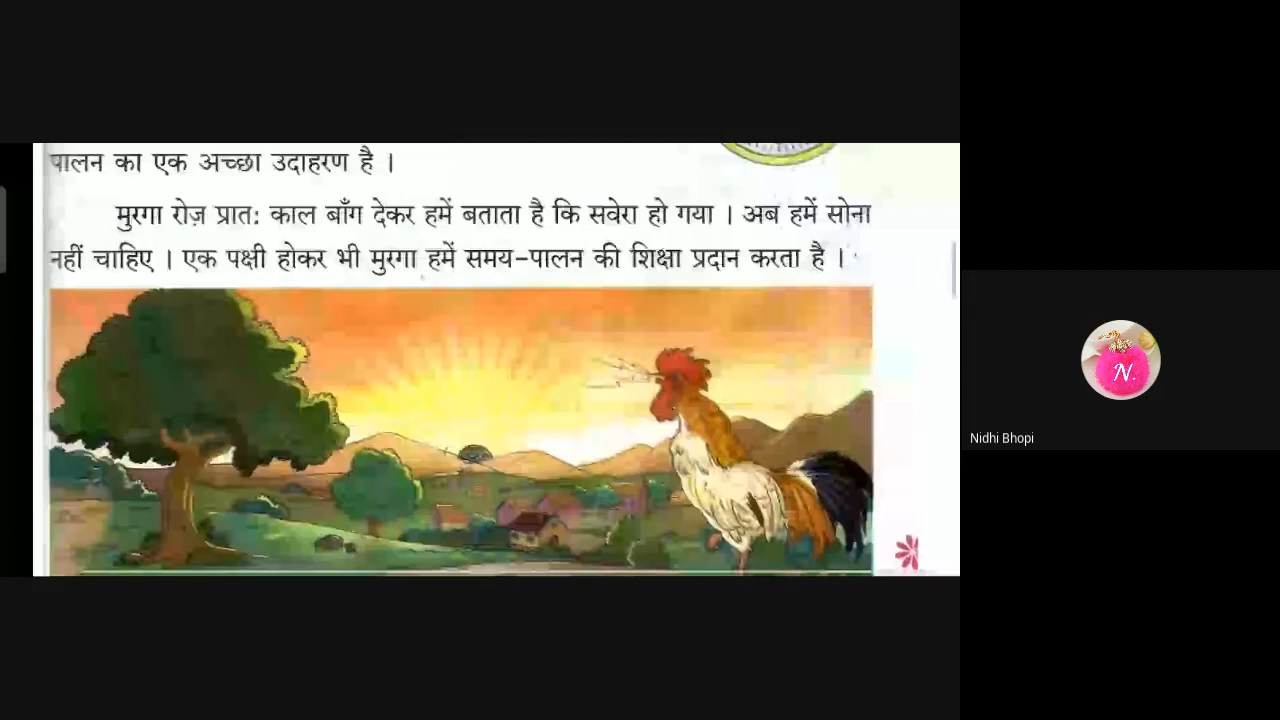 पालन का एक अच्छा उदाहरण है ।
मुरगा रोज़ प्रात: काल बाँग देकर हमें बताता है कि सवेरा हो गया । अब हमें सोना
नहीं चाहिए । एक पक्षी होकर भी मुरगा हमें समय-पालन की शिक्षा प्रदान करता है ।
N.
Nidhi Bhopi